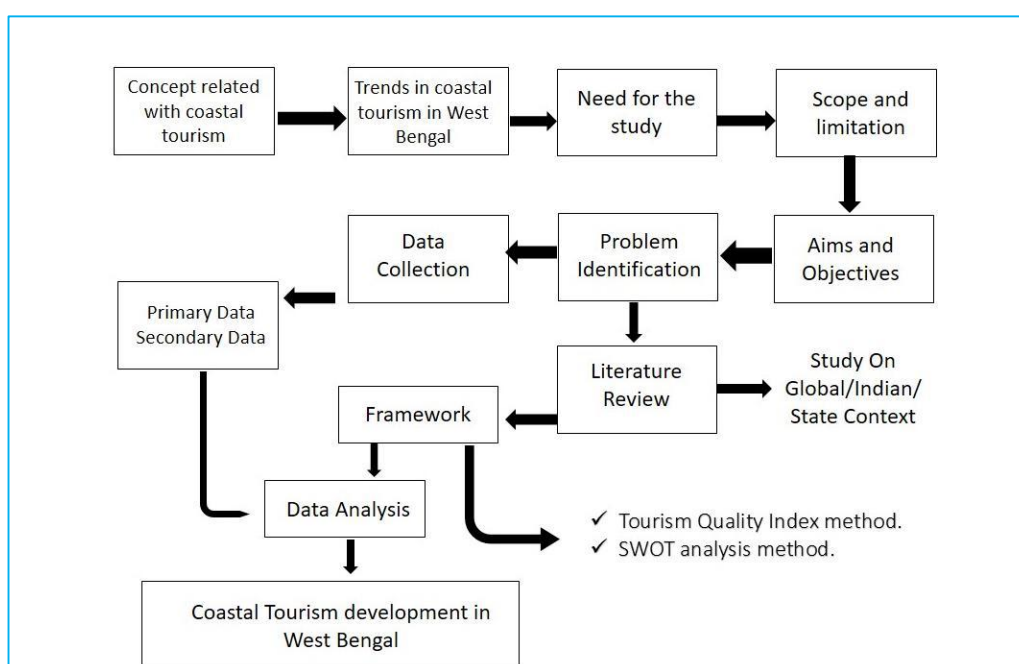 Concept related
with coastal
tourism
Trends in coastal
tourism in West
Bengal
Need for the
study
Scope and
limitation
Aims and
Objectives
Problem
Identification
Data
Collection
Primary Data
Secondary Data
Literature
Review
Study On
Global/Indian/
State Context
Framework
Data Analysis
✓ Tourism Quality Index method.
✓ SWOT analysis method.
Coastal Tourism development in
West Bengal